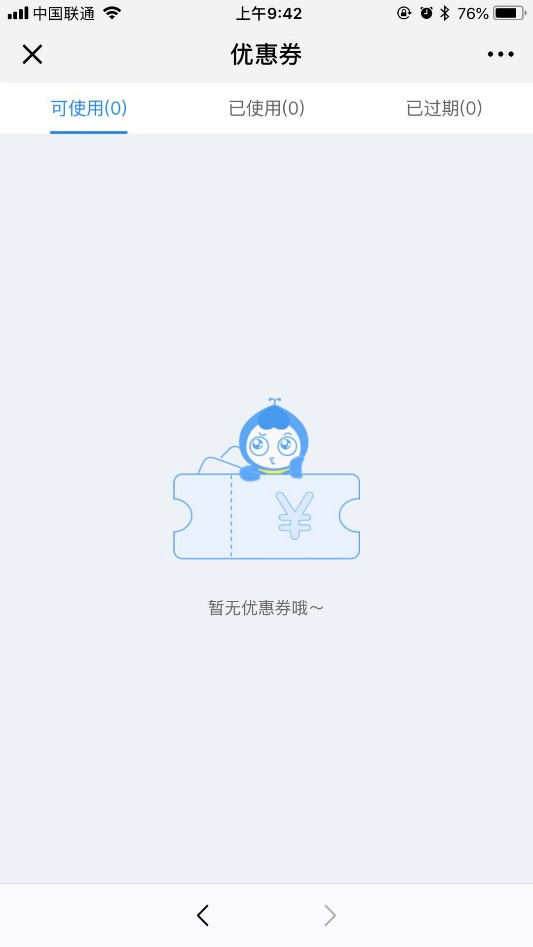 中国联通 上午9:42 76%
优惠券
可使用(0) 已使用(0) 已过期(0)
¥
暂无优惠券哦～